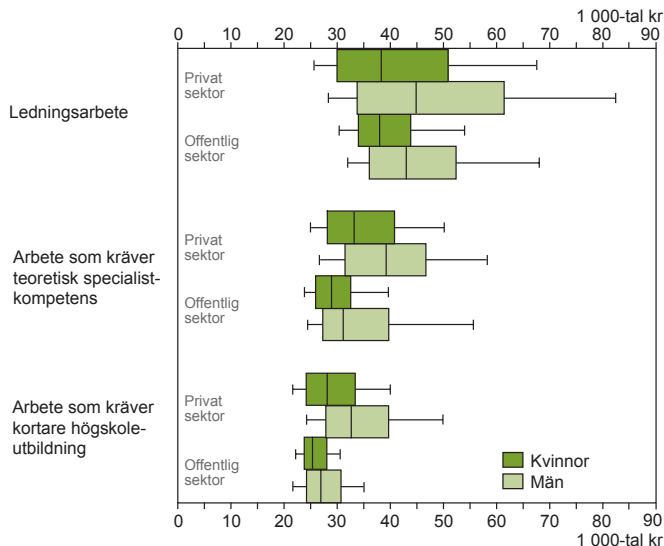 1 000-tal kr
0 10 20 30 40 50 60 70 80 90
Ledningsarbete
Privat
sektor
Offentlig
sektor
Arbete som kräver
teoretisk specialist-
kompetens
Privat
sektor
Offentlig
sektor
Arbete som kräver
kortare högskole-
utbildning
Privat
sektor
Offentlig
sektor
Kvinnor
Män
0 10 20 30 40 50 60 70 80 90
1 000-tal kr